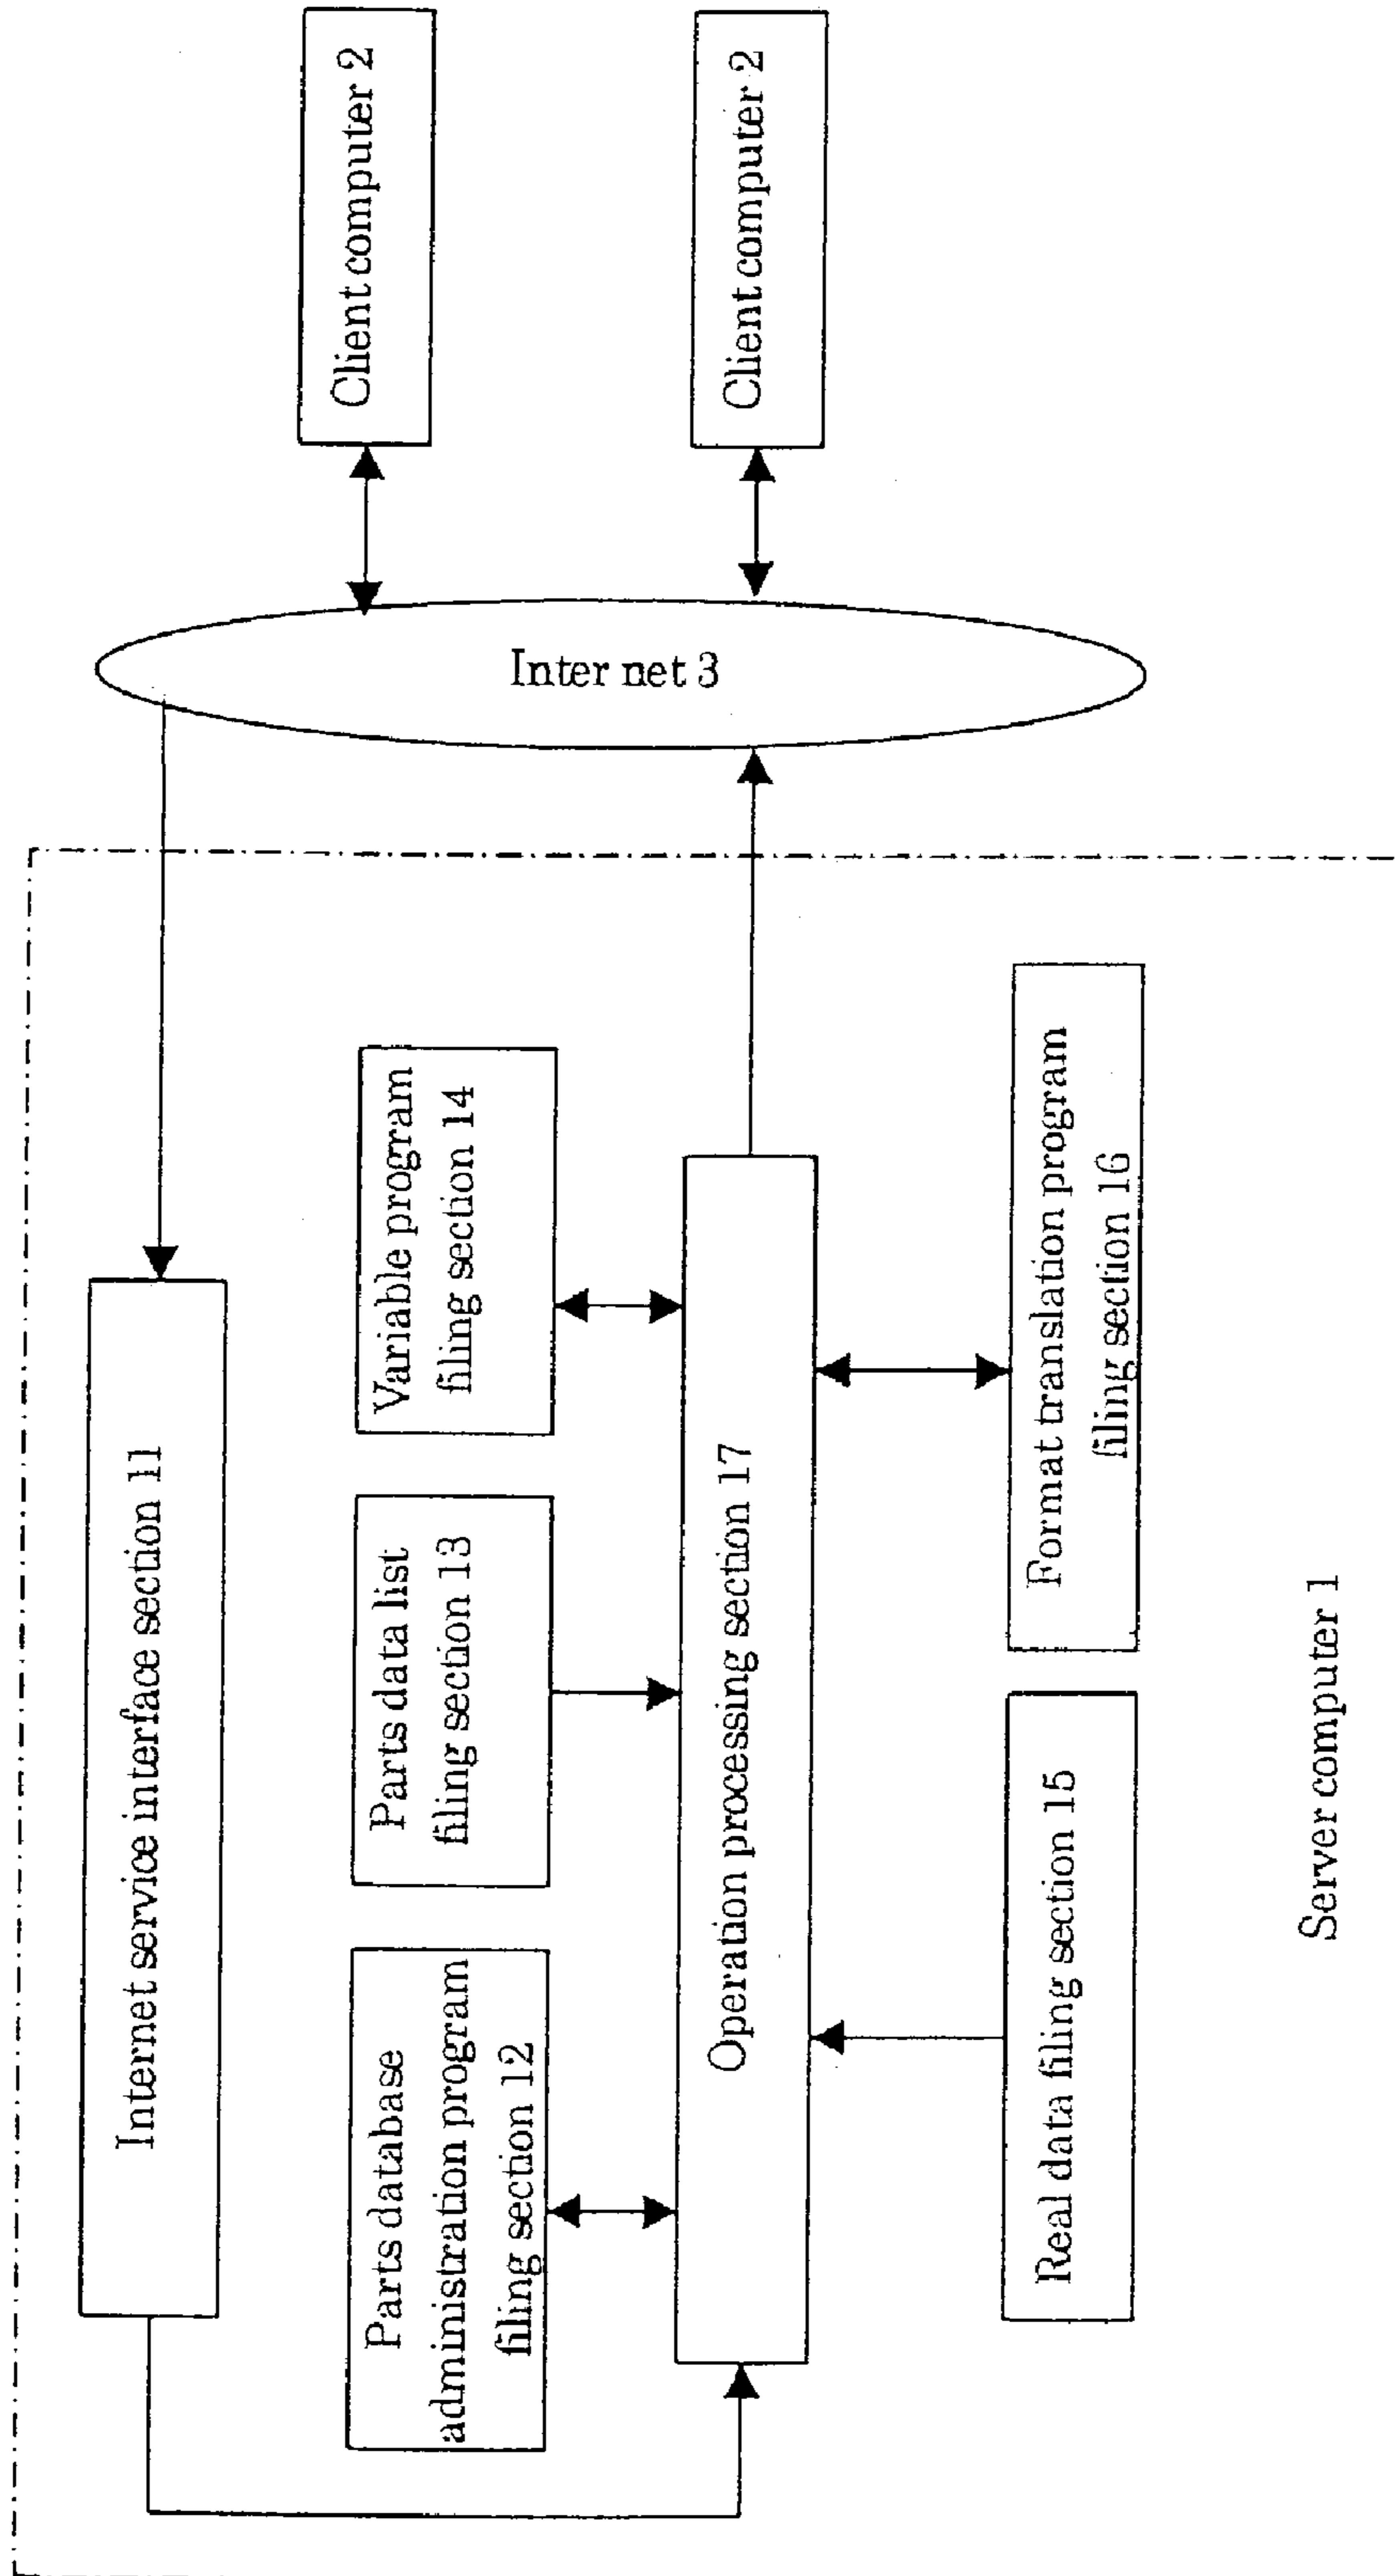 Internet service interface section 11
Parts database
administration program
filing section 12
Parts data list
filing section 13
Variable program
filing section 14
Operation processing section 17
Real data filing section 15
Format translation program
filing section 16
Server computer 1
Inter net 3
Client computer 2
Client computer 2